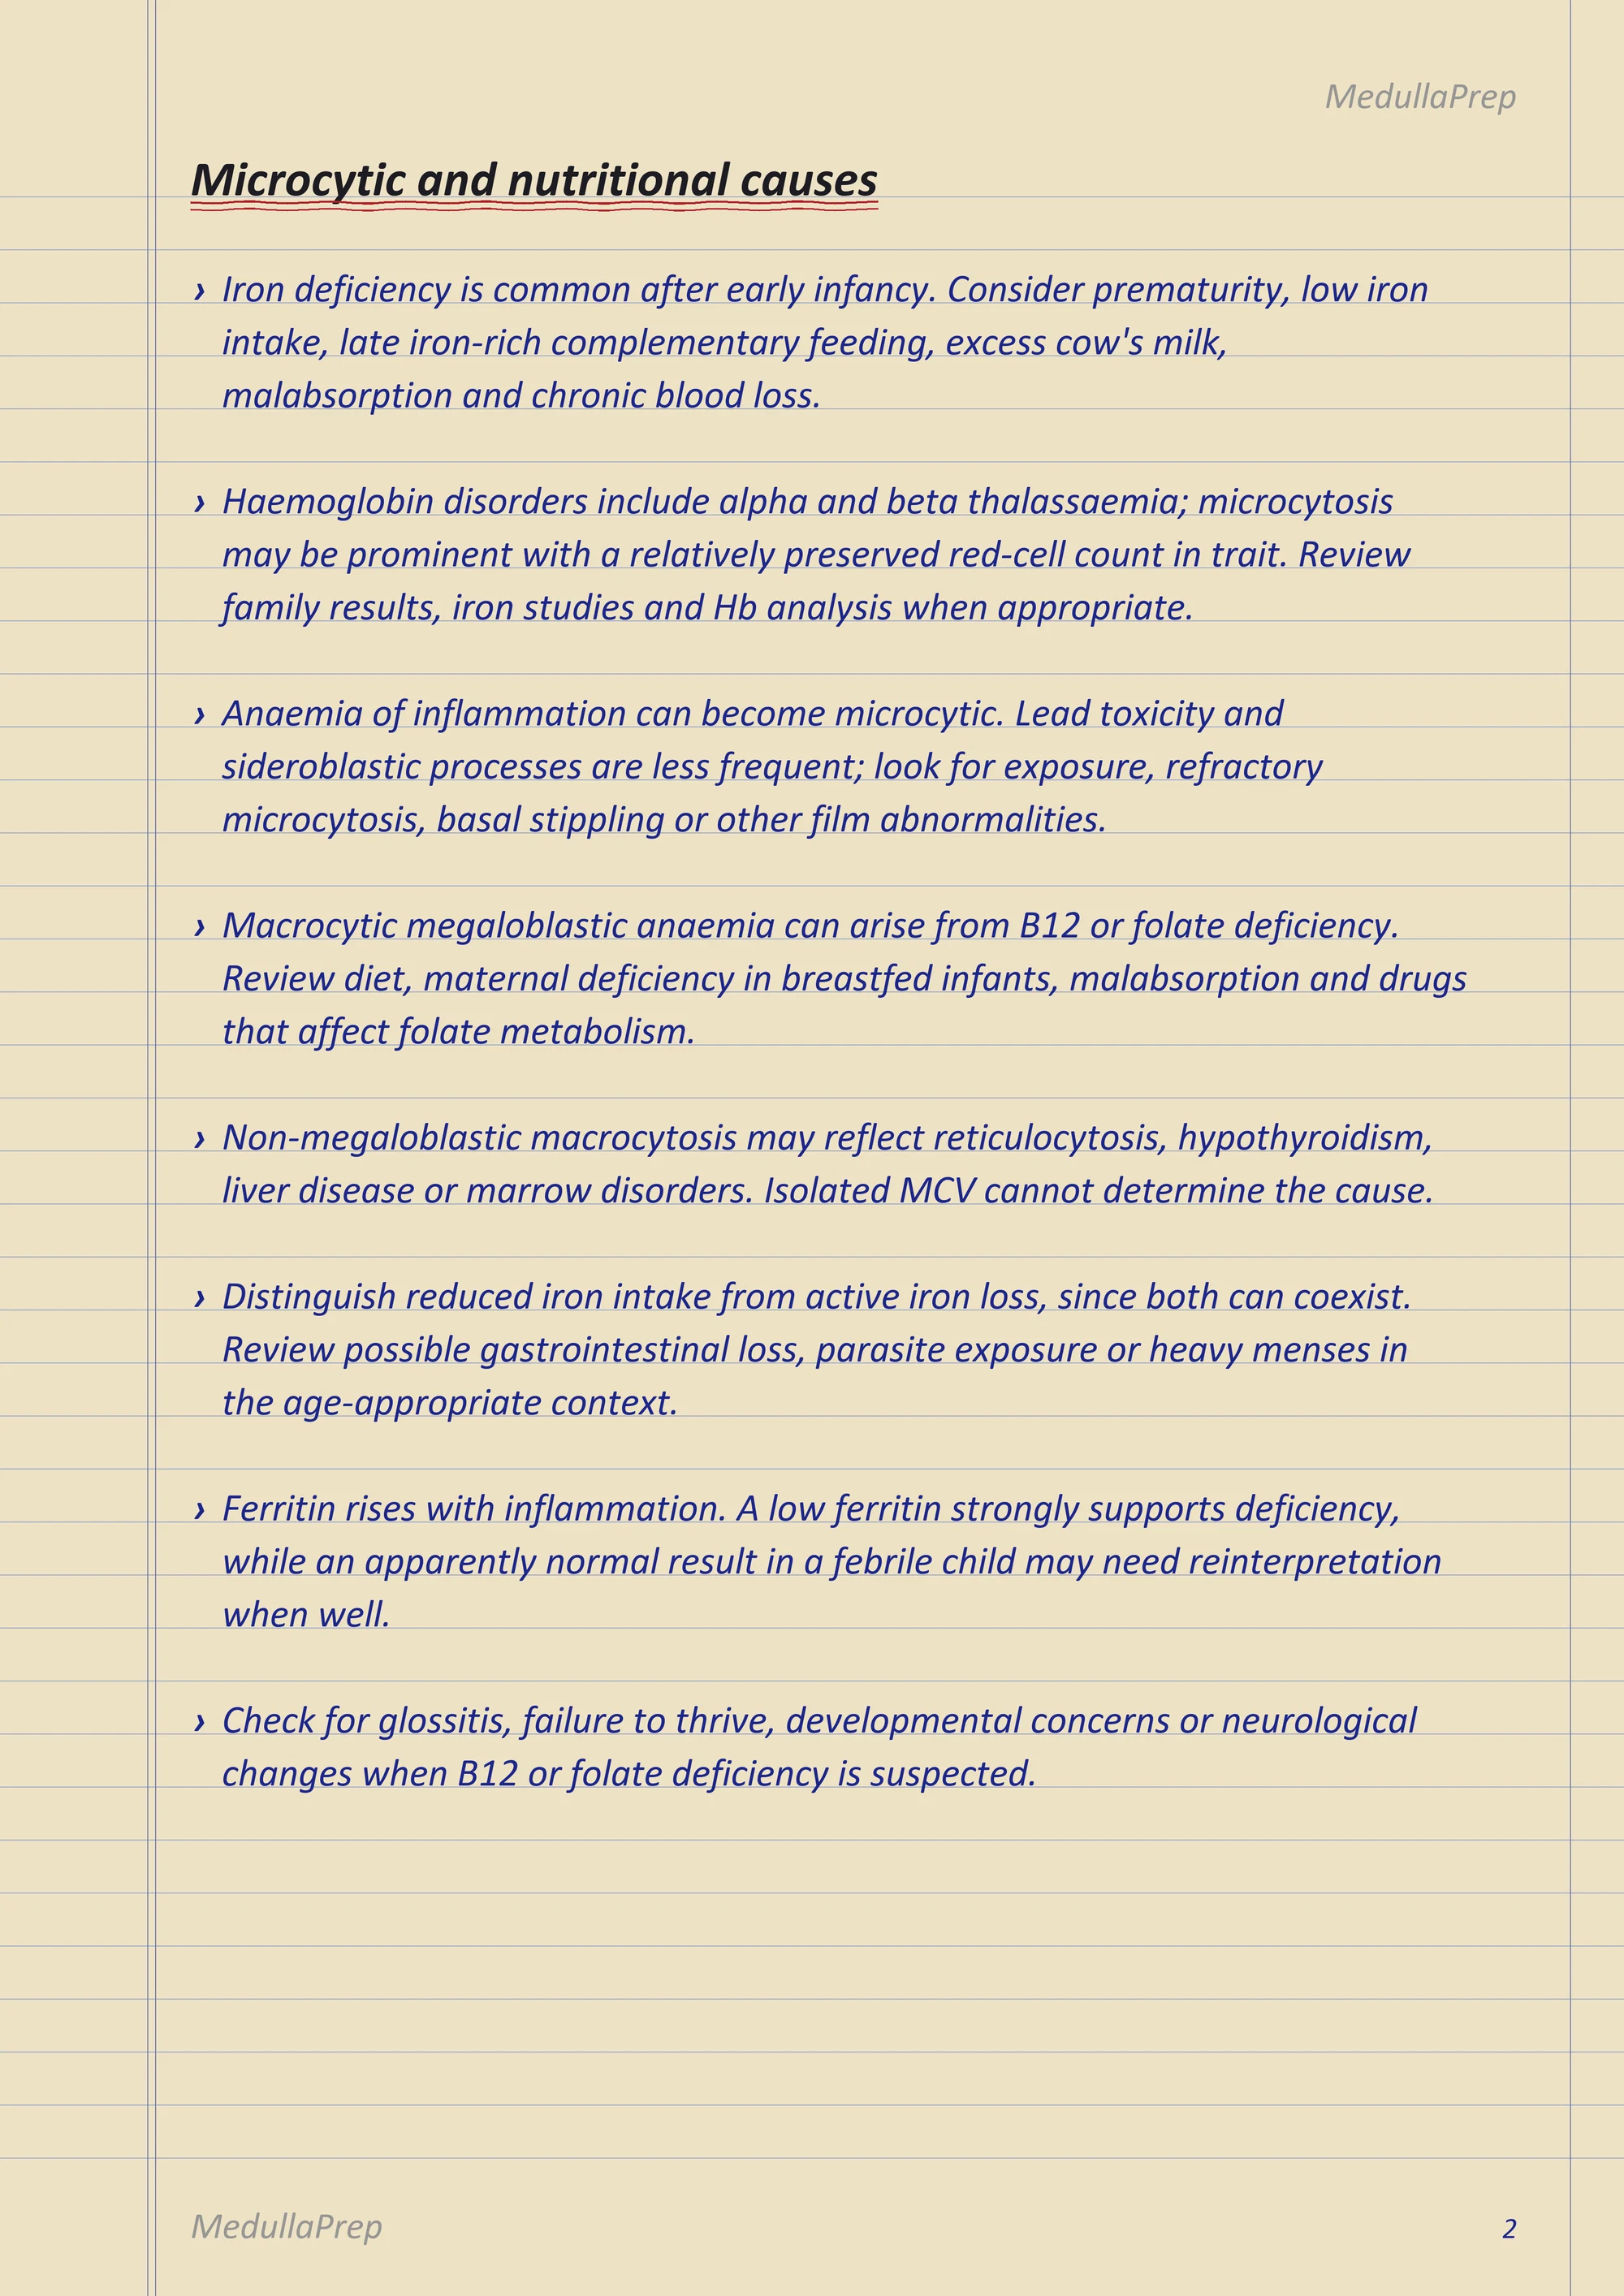 MedullaPrep
Microcytic and nutritional causes
› Iron deficiency is common after early infancy. Consider prematurity, low iron
intake, late iron-rich complementary feeding, excess cow's milk,
malabsorption and chronic blood loss.
› Haemoglobin disorders include alpha and beta thalassaemia; microcytosis
may be prominent with a relatively preserved red-cell count in trait. Review
family results, iron studies and Hb analysis when appropriate.
› Anaemia of inflammation can become microcytic. Lead toxicity and
sideroblastic processes are less frequent; look for exposure, refractory
microcytosis, basal stippling or other film abnormalities.
› Macrocytic megaloblastic anaemia can arise from B12 or folate deficiency.
Review diet, maternal deficiency in breastfed infants, malabsorption and drugs
that affect folate metabolism.
› Non-megaloblastic macrocytosis may reflect reticulocytosis, hypothyroidism,
liver disease or marrow disorders. Isolated MCV cannot determine the cause.
› Distinguish reduced iron intake from active iron loss, since both can coexist.
Review possible gastrointestinal loss, parasite exposure or heavy menses in
the age-appropriate context.
› Ferritin rises with inflammation. A low ferritin strongly supports deficiency,
while an apparently normal result in a febrile child may need reinterpretation
when well.
› Check for glossitis, failure to thrive, developmental concerns or neurological
changes when B12 or folate deficiency is suspected.
MedullaPrep
2